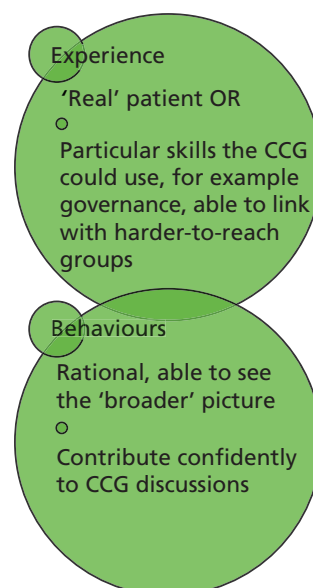 Experience
‘Real’ patient OR
Particular skills the CCG
could use, for example
governance, able to link
with harder-to-reach
groups
Behaviours
Rational, able to see
the ‘broader’ picture
Contribute confidently
to CCG discussions